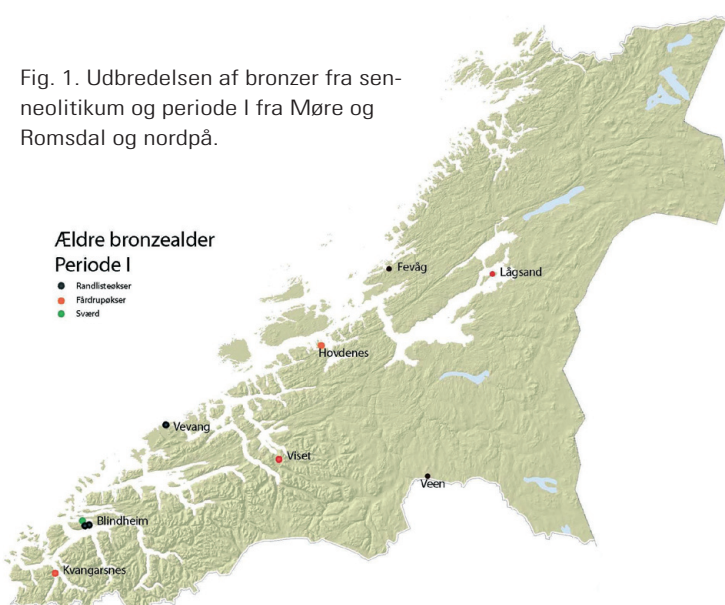 Fig. 1. Udbredelsen af bronzer fra sen-
neolitikum og periode I fra Møre og
Romsdal og nordpå.
Ældre bronzealder
Periode I
Randlisteøkser
Fårdrupøkser
Sværd
Fevåg
Lågsand
Hovdenes
Vevang
Viset
Veen
Blindheim
Kvangarsnes